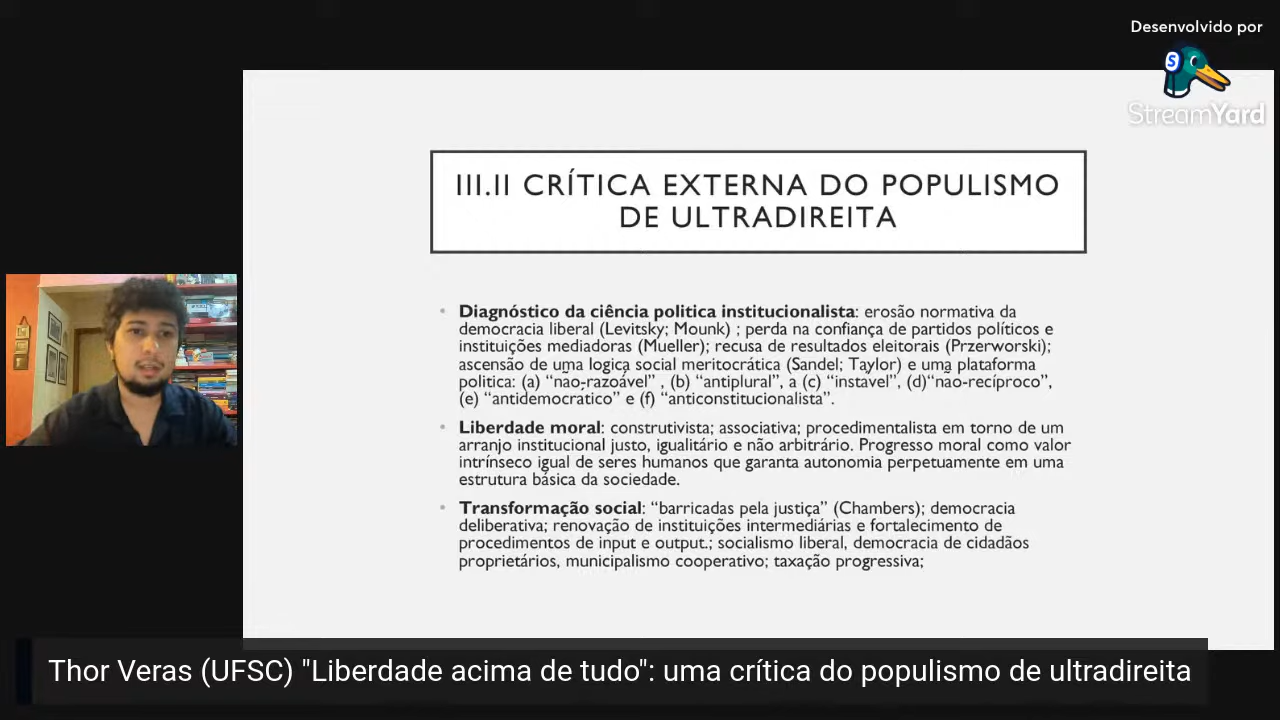 Desenvolvido por
StreamYard
III.II CRÍTICA EXTERNA DO POPULISMO
DE ULTRADIREITA
• Diagnóstico da ciência politica institucionalista: erosão normativa da
democracia liberal (Levitsky; Mounk) ; perda na confiança de partidos políticos e
instituições mediadoras (Mueller); recusa de resultados eleitorais (Przerworski);
ascensão de uma logica social meritocrática (Sandel; Taylor) e uma plataforma
politica: (a) “não-razoável” , (b) “antiplural”, a (c) “instavel”, (d)“nao-recíproco”,
(e) “antidemocratico” e (f) “anticonstitucionalista”.
• Liberdade moral: construtivista; associativa; procedimentalista em torno de um
arranjo institucional justo, igualitário e não arbitrário. Progresso moral como valor
intrínseco igual de seres humanos que garanta autonomia perpetuamente em uma
estrutura básica da sociedade.
• Transformação social: “barricadas pela justiça” (Chambers); democracia
deliberativa; renovação de instituições intermediárias e fortalecimento de
procedimentos de input e output.; socialismo liberal, democracia de cidadãos
proprietários, municipalismo cooperativo; taxação progressiva;
Thor Veras (UFSC) "Liberdade acima de tudo": uma crítica do populismo de ultradireita